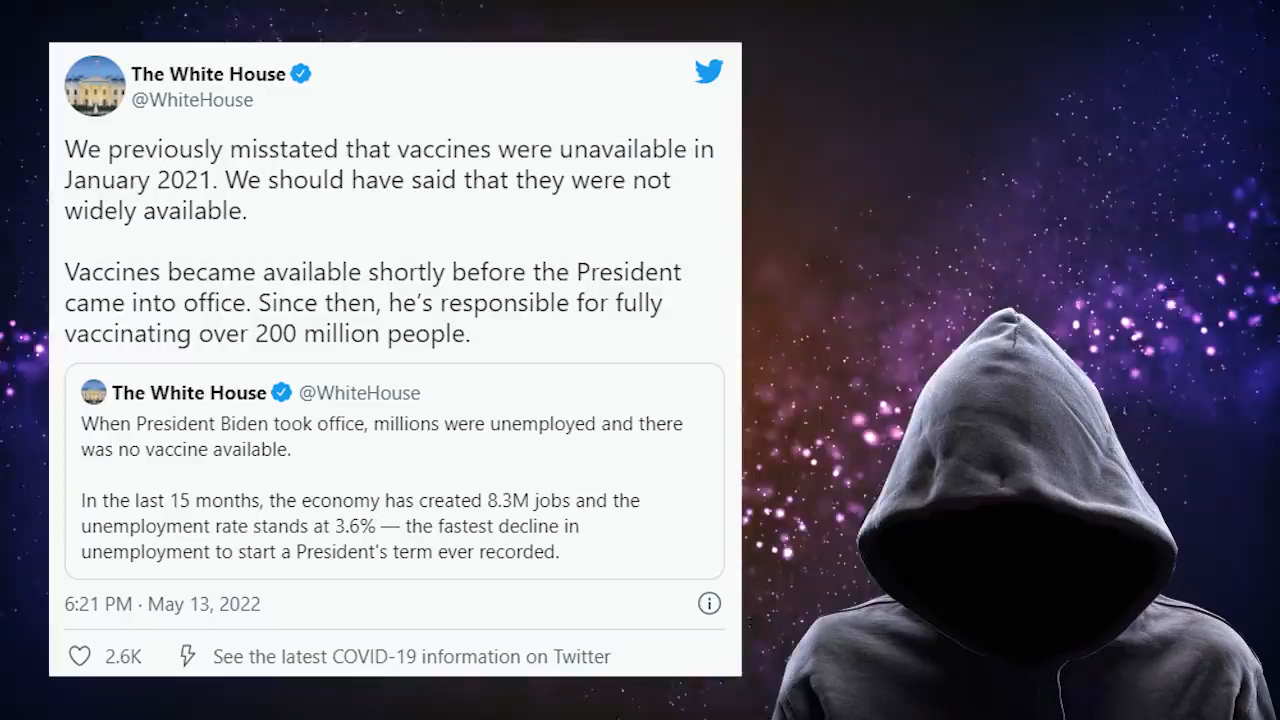 The White House
@WhiteHouse
We previously misstated that vaccines were unavailable in
January 2021. We should have said that they were not
widely available.
Vaccines became available shortly before the President
came into office. Since then, he’s responsible for fully
vaccinating over 200 million people.
The White House @WhiteHouse
When President Biden took office, millions were unemployed and there
was no vaccine available.
In the last 15 months, the economy has created 8.3M jobs and the
unemployment rate stands at 3.6% — the fastest decline in
unemployment to start a President's term ever recorded.
6:21 PM · May 13, 2022
2.6K See the latest COVID-19 information on Twitter